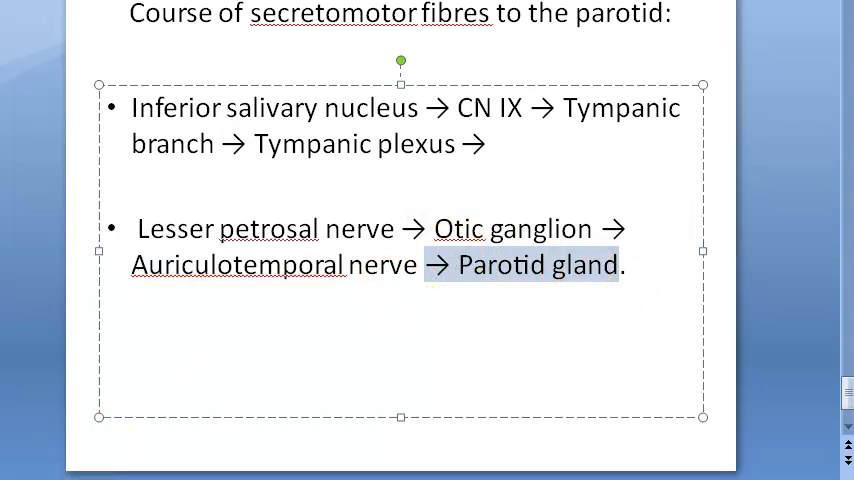 Course of secretomotor fibres to the parotid:
• Inferior salivary nucleus → CN IX → Tympanic
branch → Tympanic plexus →
• Lesser petrosal nerve → Otic ganglion →
Auriculotemporal nerve → Parotid gland.